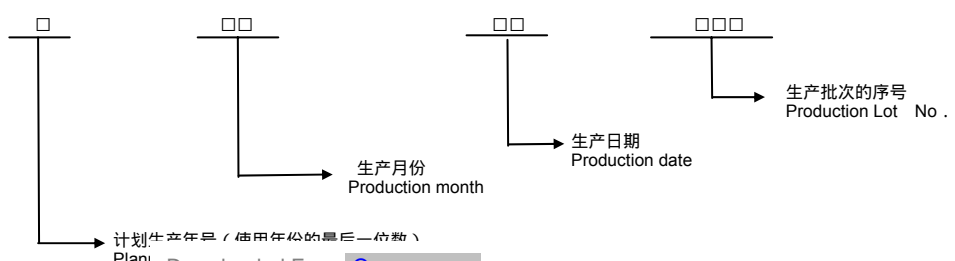 □ □□ □□ □□□
生产批次的序号
Production Lot No .
生产日期
Production date
生产月份
Production month
计划生产年号（使用年份的最后一位数）